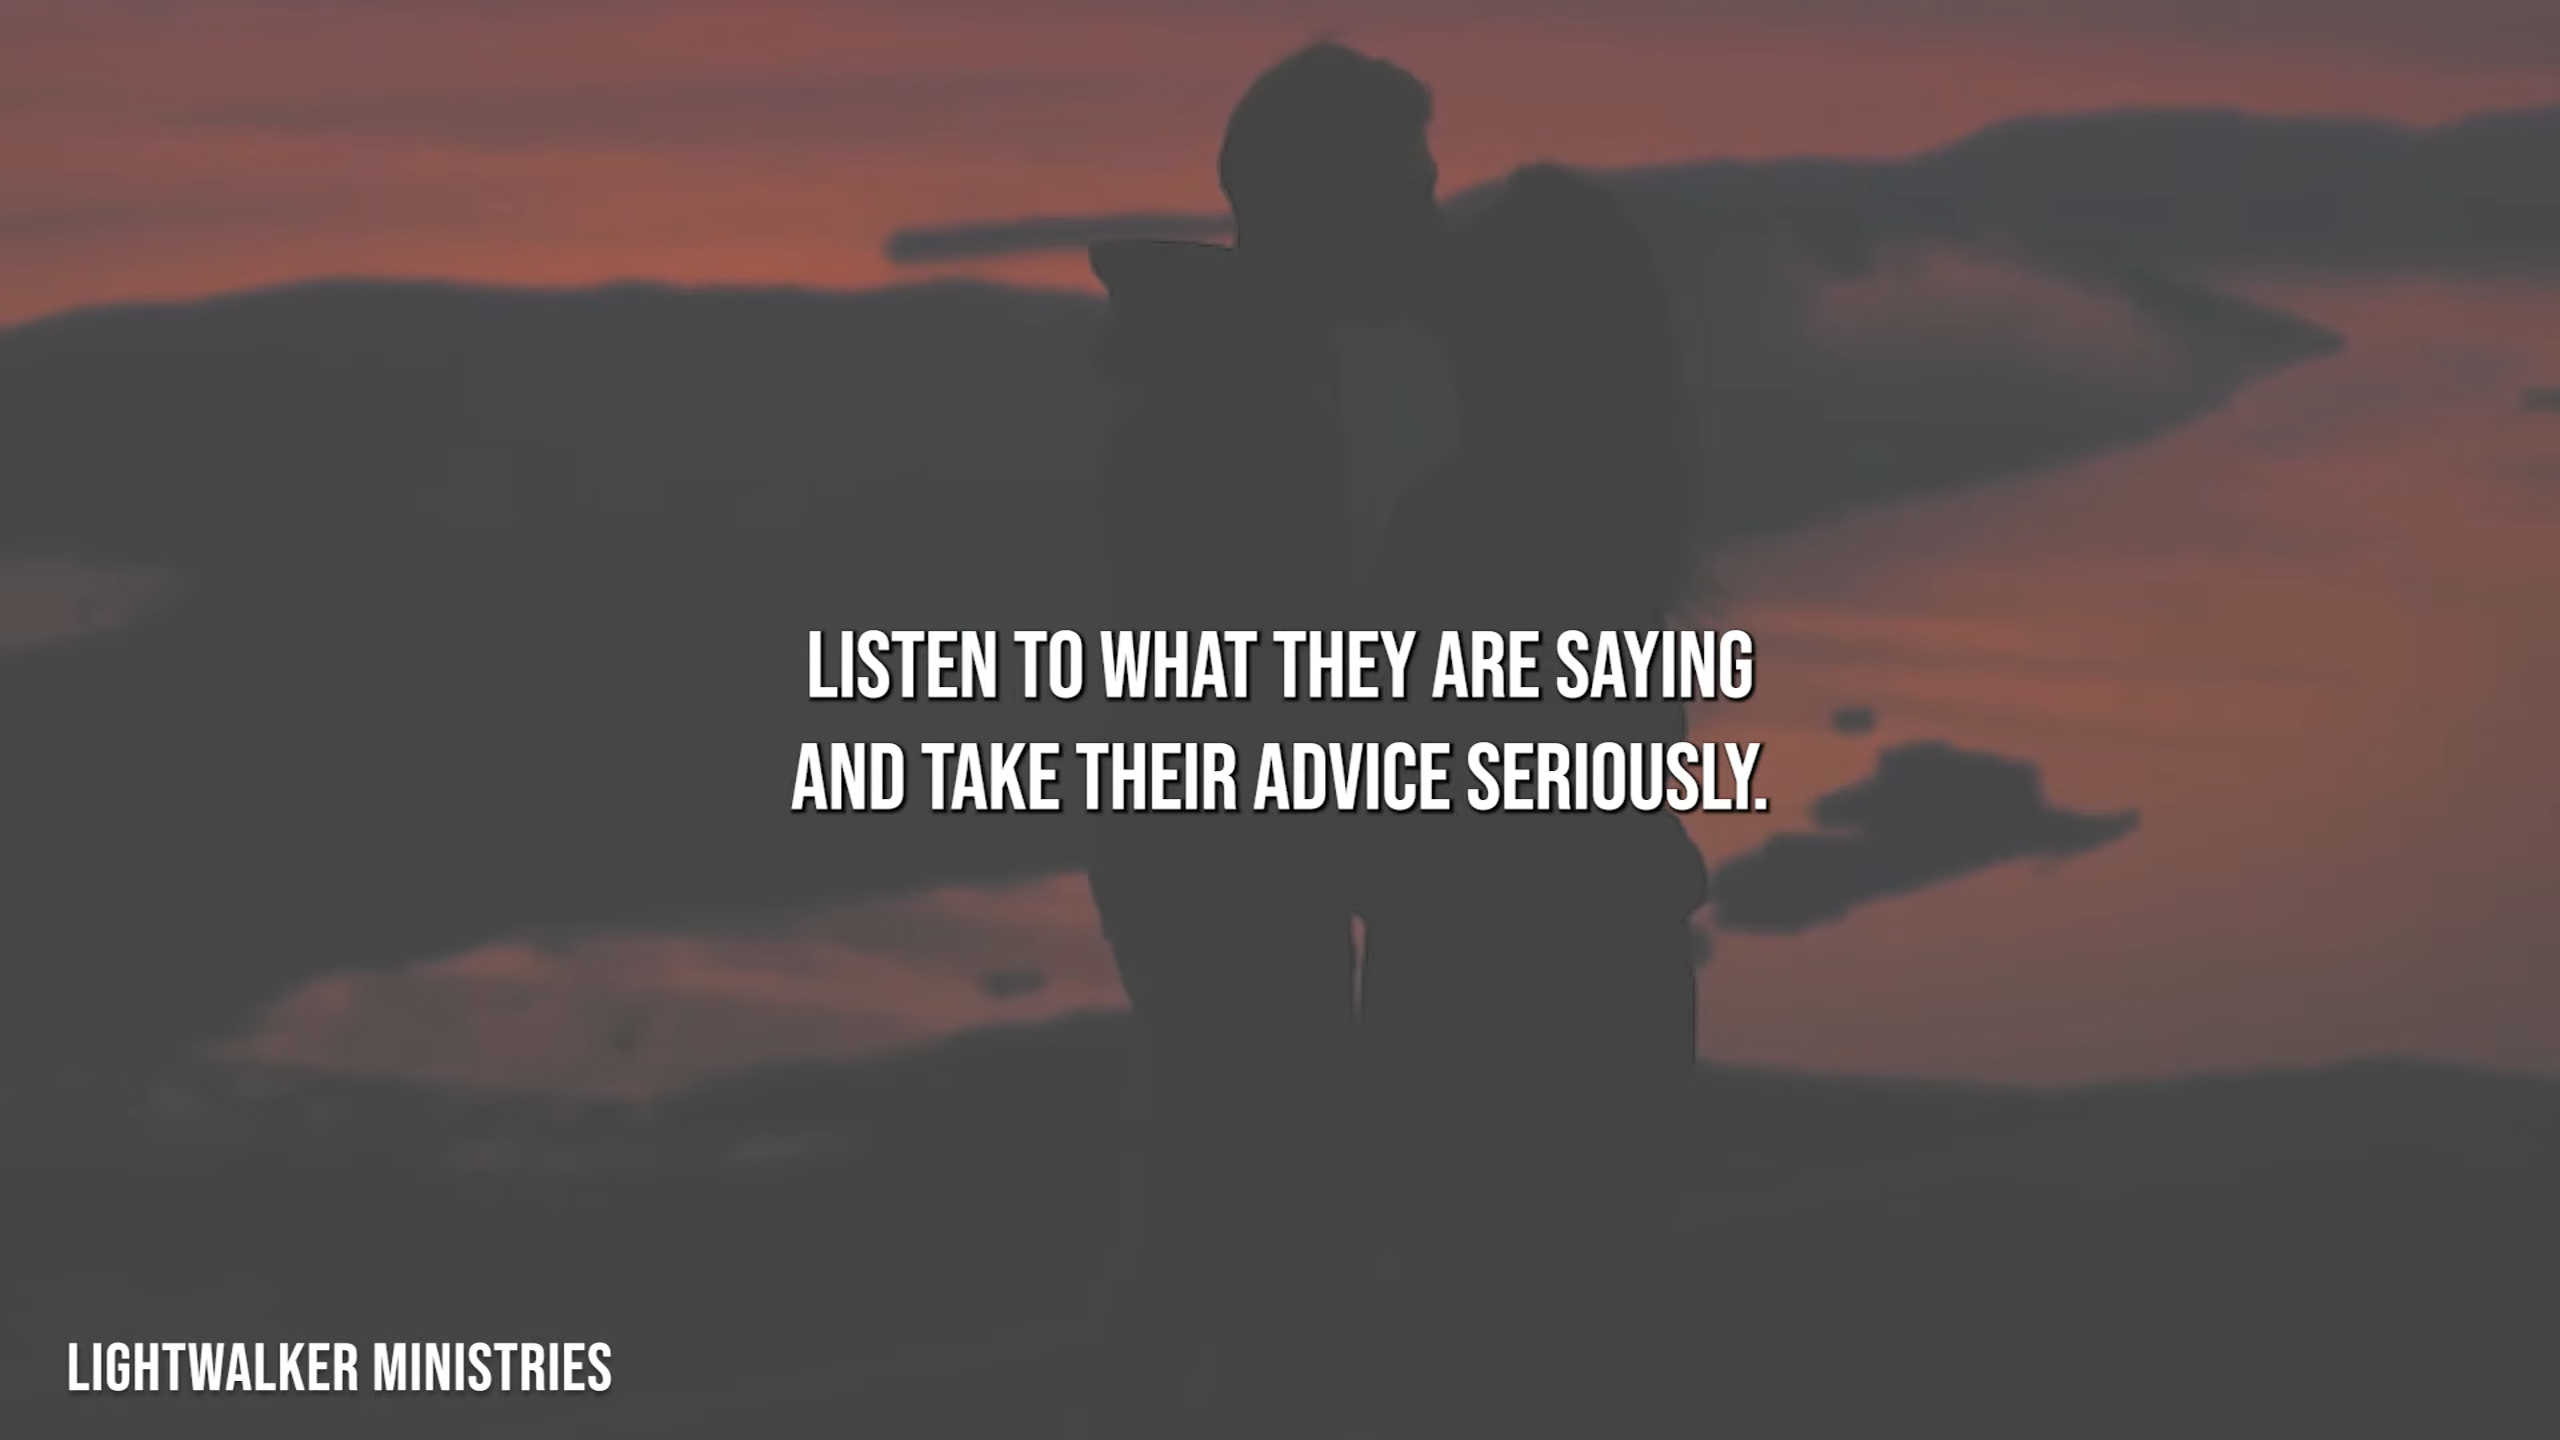 LISTEN TO WHAT THEY ARE SAYING
AND TAKE THEIR ADVICE SERIOUSLY.
LIGHTWALKER MINISTRIES